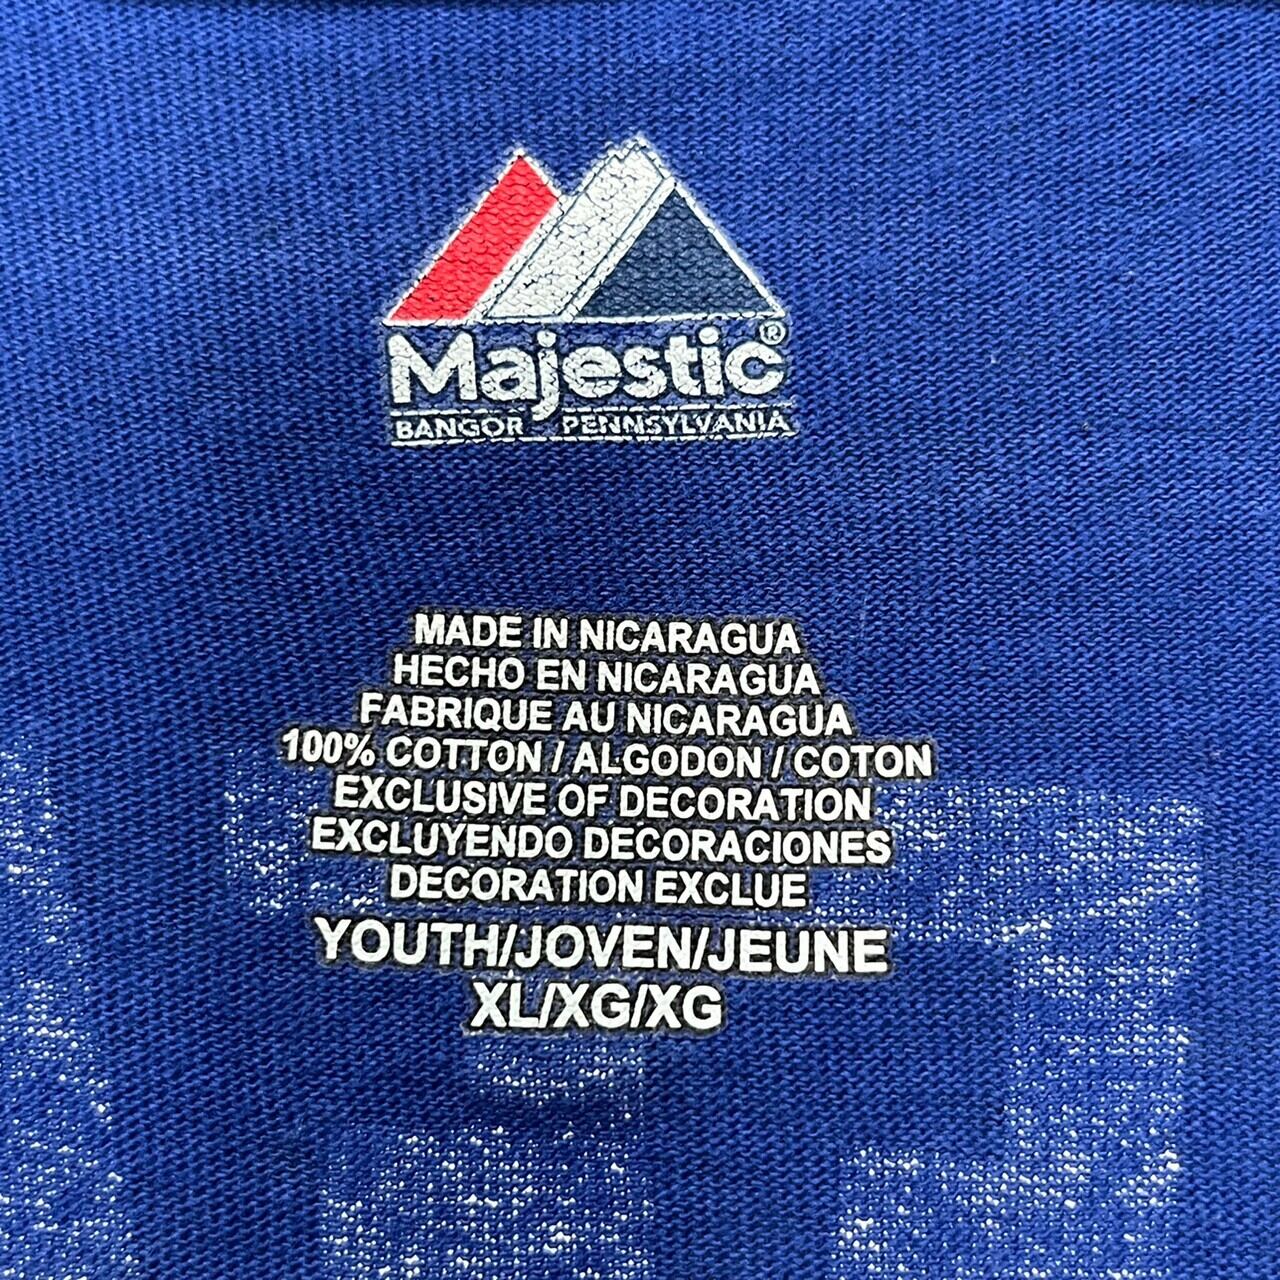 Majestic®
BANGOR PENNSYLVANIA
MADE IN NICARAGUA
HECHO EN NICARAGUA
FABRIQUE AU NICARAGUA
100% COTTON / ALGODON / COTON
EXCLUSIVE OF DECORATION
EXCLUYENDO DECORACIONES
DECORATION EXCLUE
YOUTH/JOVEN/JEUNE
XL/XG/XG